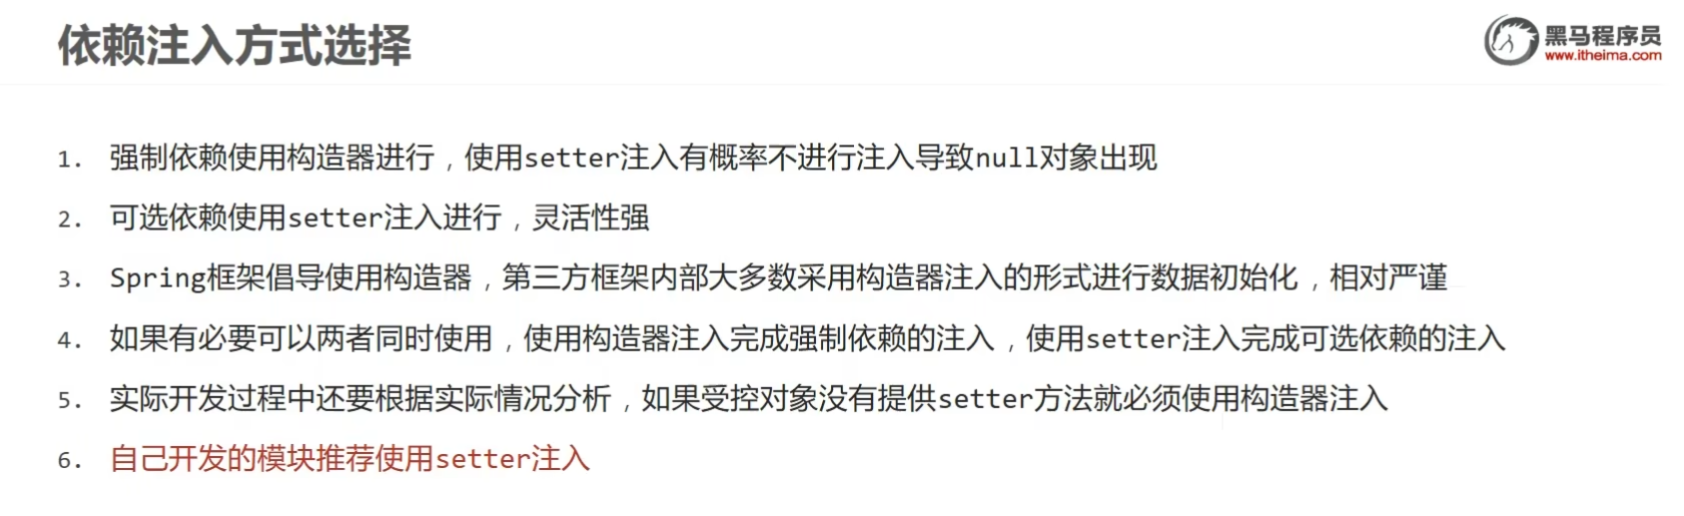 依赖注入方式选择
黑马程序员
www.itheima.com
1. 强制依赖使用构造器进行，使用setter注入有概率不进行注入导致null对象出现
2. 可选依赖使用setter注入进行，灵活性强
3. Spring框架倡导使用构造器，第三方框架内部大多数采用构造器注入的形式进行数据初始化，相对严谨
4. 如果有必要可以两者同时使用，使用构造器注入完成强制依赖的注入，使用setter注入完成可选依赖的注入
5. 实际开发过程中还要根据实际情况分析，如果受控对象没有提供setter方法就必须使用构造器注入
6. 自己开发的模块推荐使用setter注入